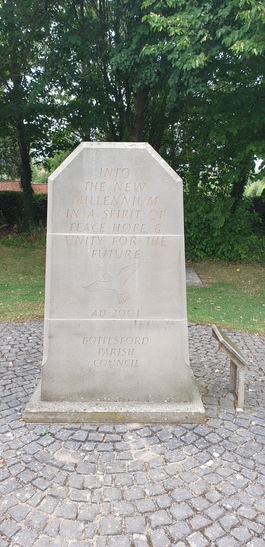 INTO
THE NEW
MILLENNIUM
IN A SPIRIT OF
PEACE HOPE &
UNITY FOR THE
FUTURE
AD 2001
BOTTESFORD
PARISH
COUNCIL